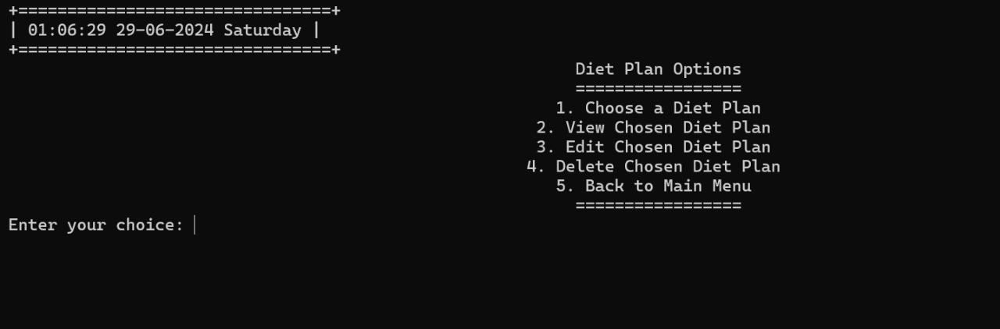 +================================+
| 01:06:29 29-06-2024 Saturday |
+================================+
Diet Plan Options
=================
1. Choose a Diet Plan
2. View Chosen Diet Plan
3. Edit Chosen Diet Plan
4. Delete Chosen Diet Plan
5. Back to Main Menu
=================
Enter your choice: